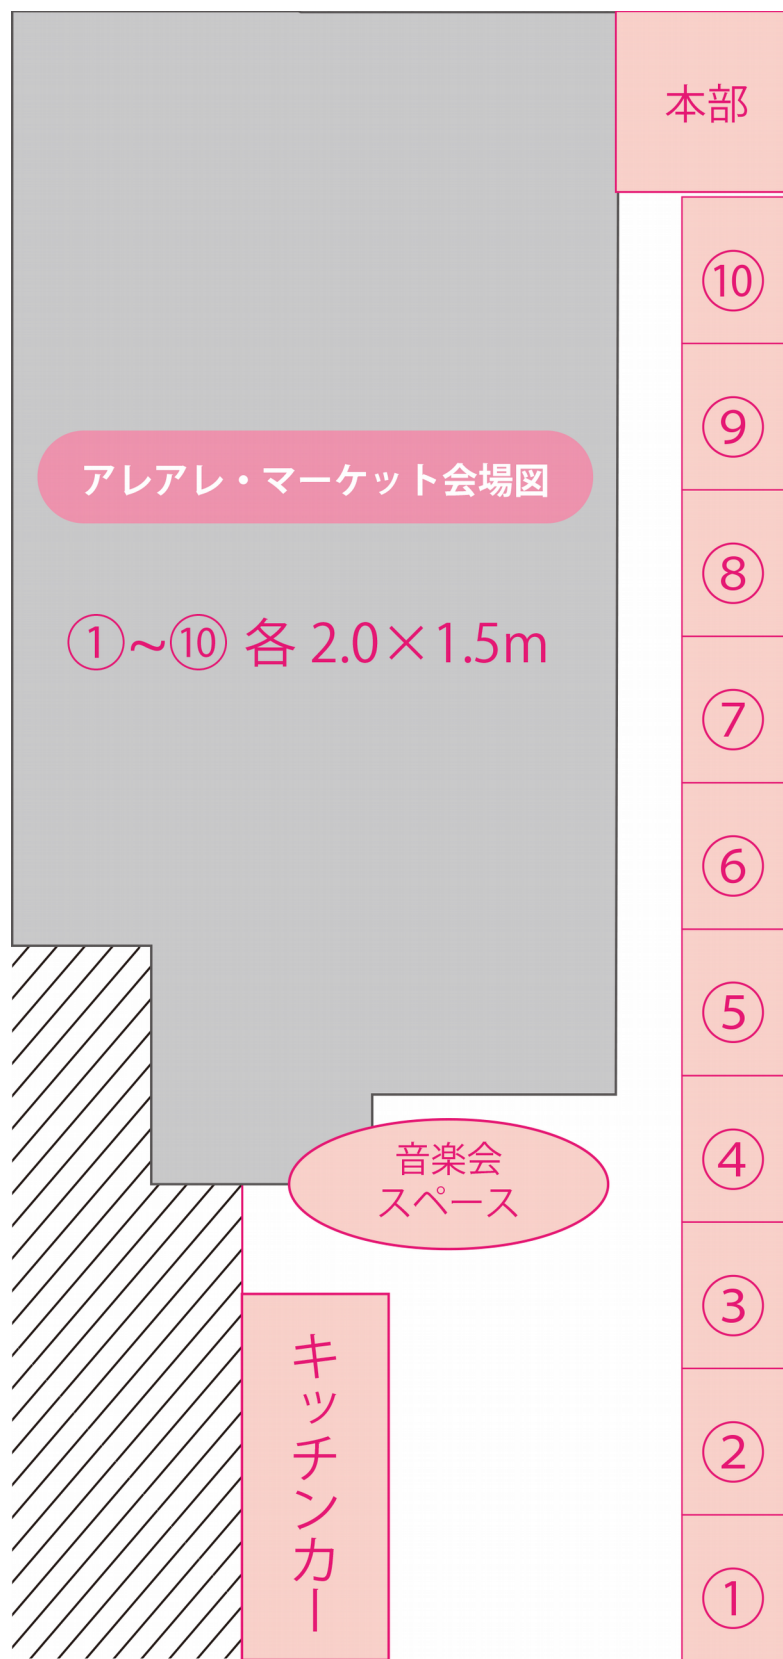 本部
⑩
⑨
アレアレ・マーケット会場図
⑧
①~⑩ 各 2.0×1.5m
⑦
⑥
⑤
④
音楽会
スペース
③
キッチンカー
②
①